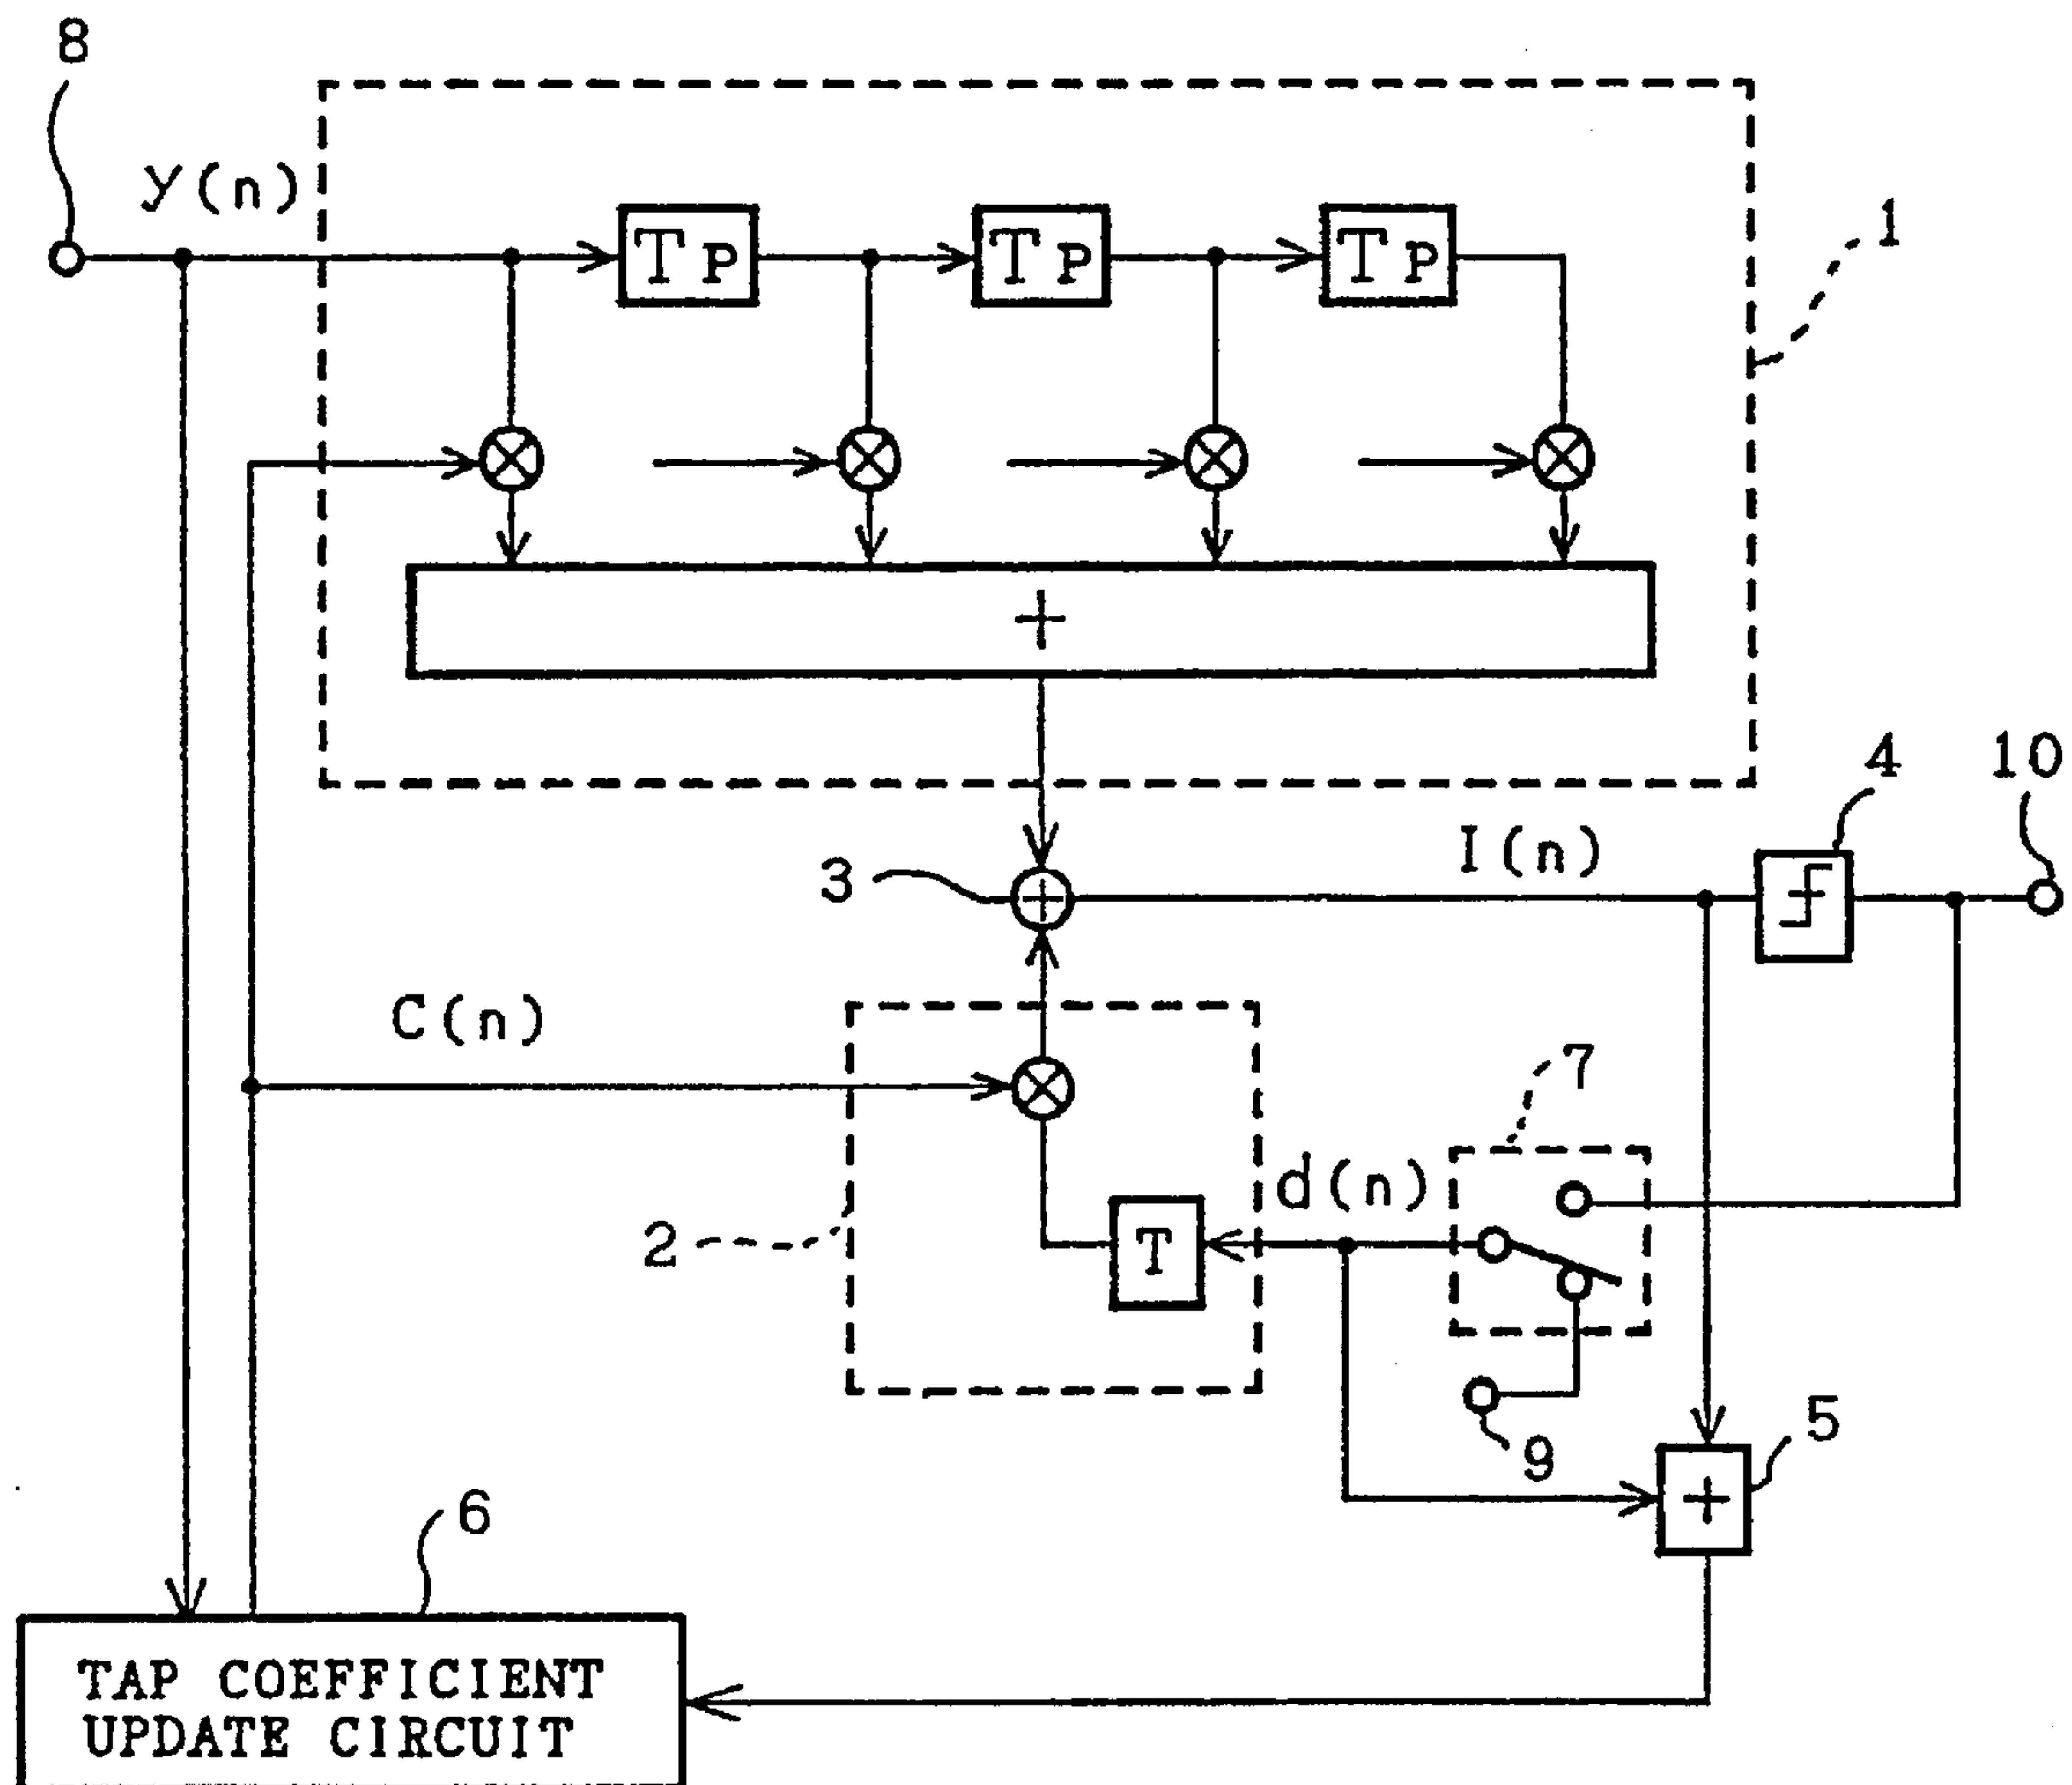 8
y(n)
TP
TP
TP
1
+
4
10
I(n)
3
+
C(n)
7
d(n)
2
T
9
5
+
6
TAP COEFFICIENT
UPDATE CIRCUIT